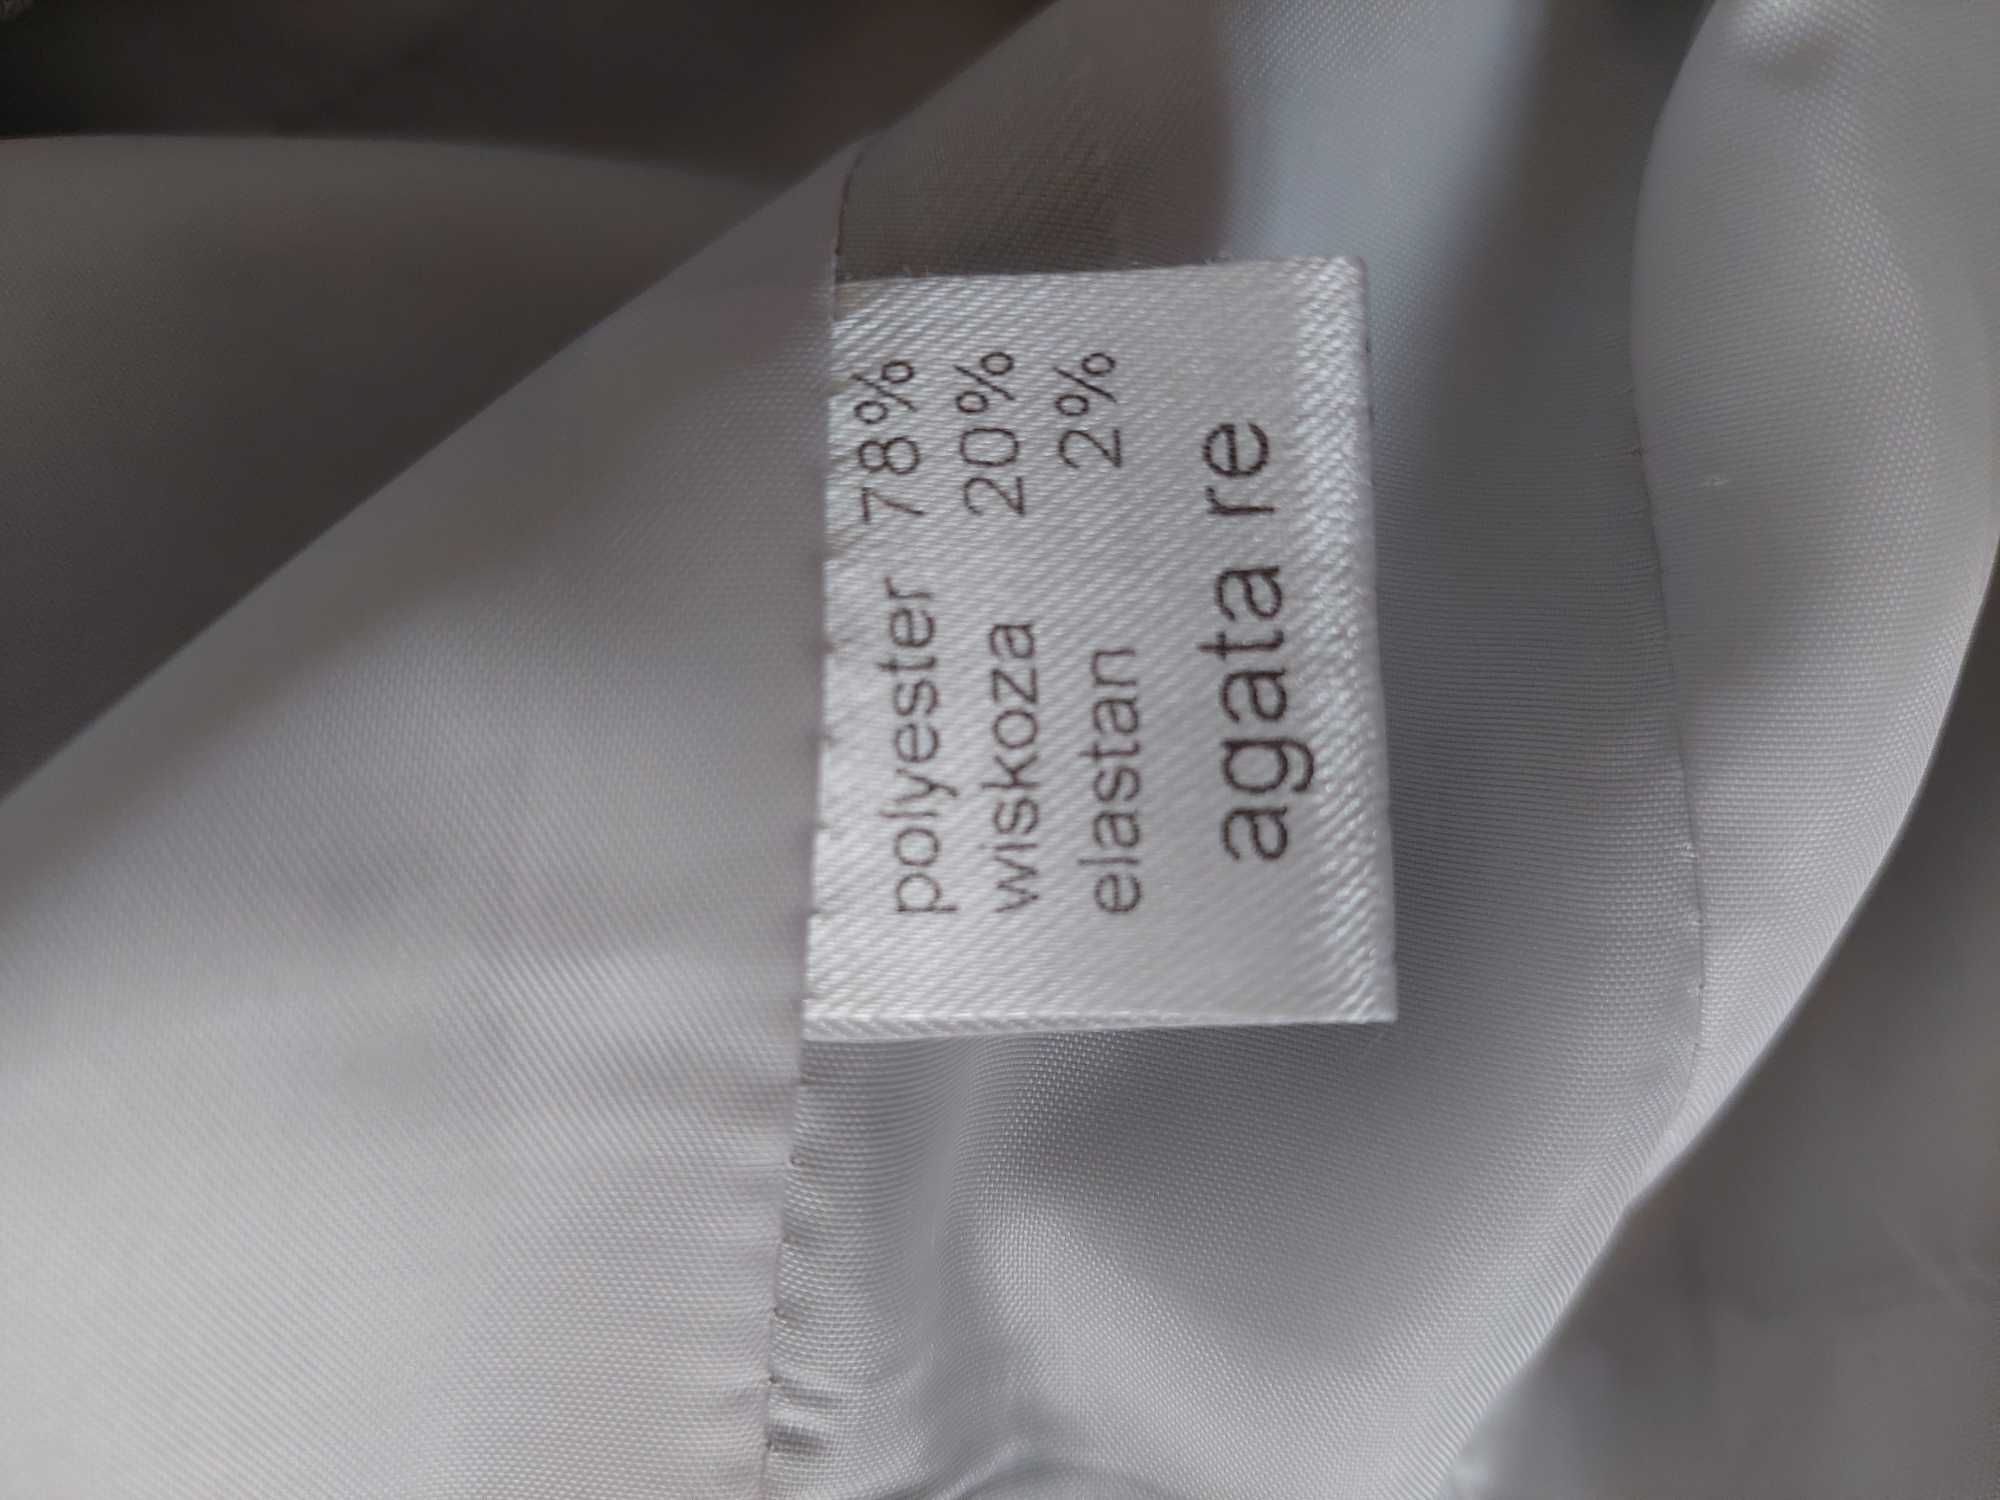 polyester 78%
wiskoza 20%
elastan 2%
agata re